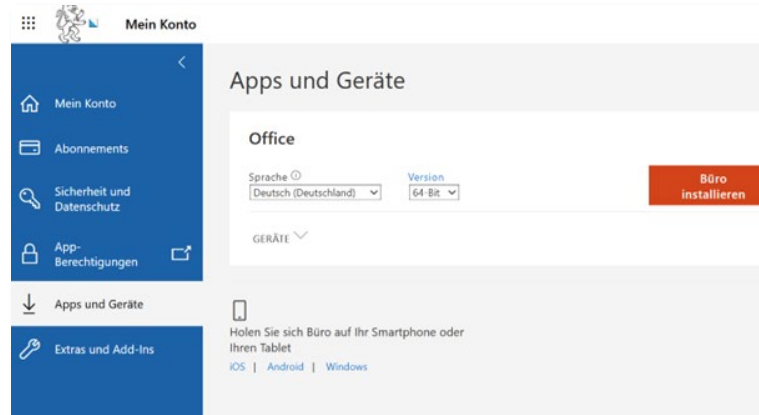 Mein Konto
Mein Konto
Abonnements
Sicherheit und
Datenschutz
App-
Berechtigungen
Apps und Geräte
Extras und Add-Ins
Apps und Geräte
Office
Sprache
Version
Deutsch (Deutschland)
64-Bit
Büro
installieren
GERÄTE
Holen Sie sich Büro auf Ihr Smartphone oder
Ihren Tablet
iOS | Android | Windows